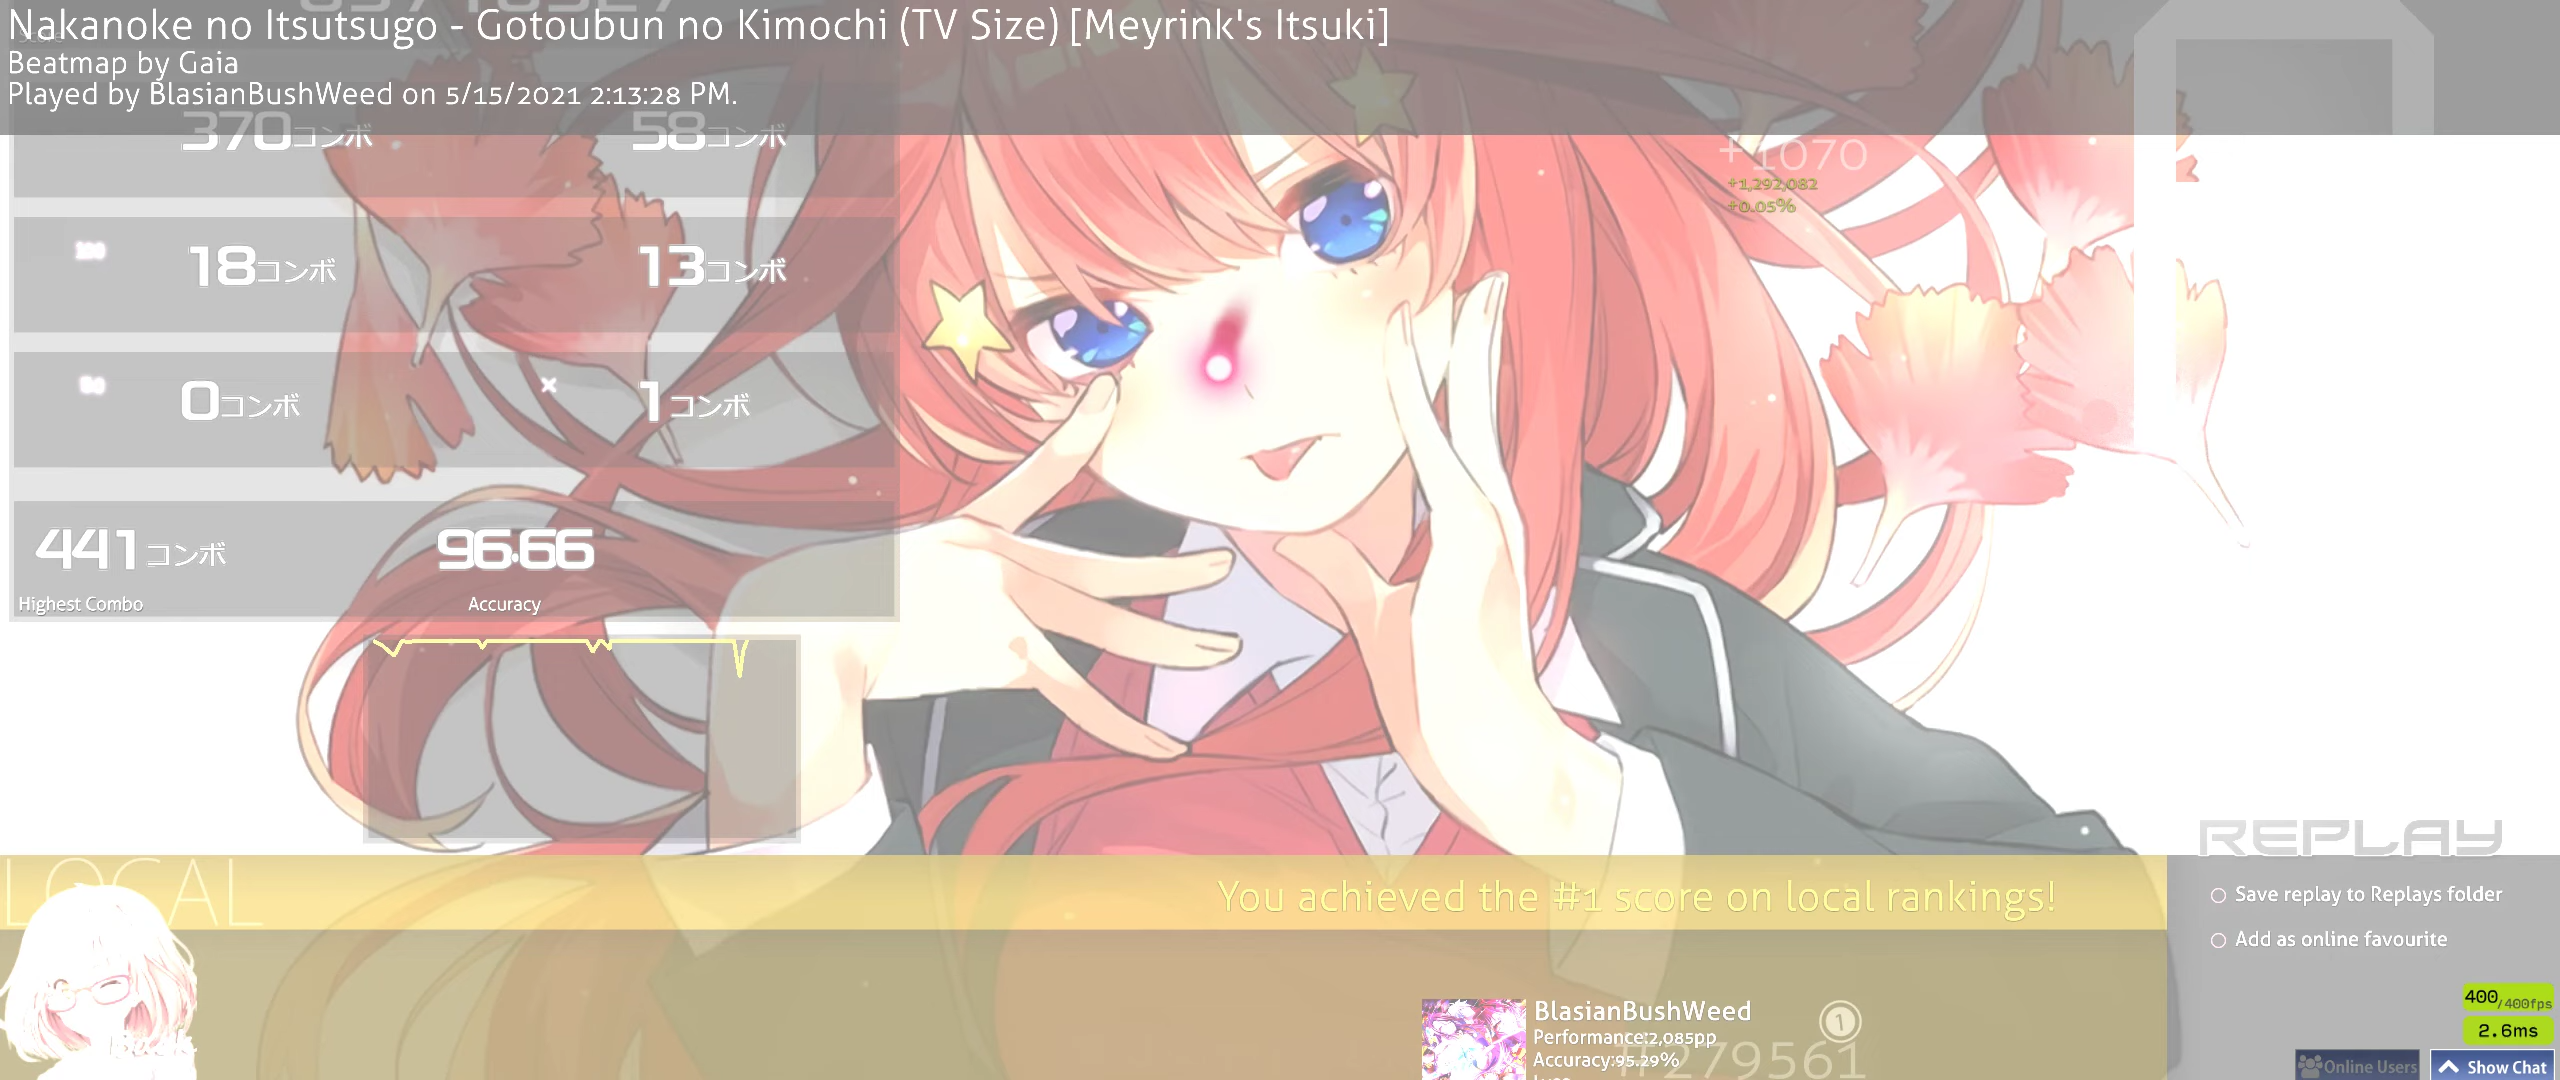 Nakanoke no Itsutsugo - Gotoubun no Kimochi (TV Size) [Meyrink's Itsuki]
Beatmap by Gaia
Played by BlasianBushWeed on 5/15/2021 2:13:28 PM.
370コンボ 58コンボ
+1070
+1,292,082
+0.05%
100 18コンボ 13コンボ
50 0コンボ × 1コンボ
441コンボ 96.66
Highest Combo Accuracy
REPLAY
LOCAL
You achieved the #1 score on local rankings!
Save replay to Replays folder
Add as online favourite
BlasianBushWeed 1
Performance:2,085pp
Accuracy:95.29%
#279561
400/400fps
2.6ms
Online Users Show Chat